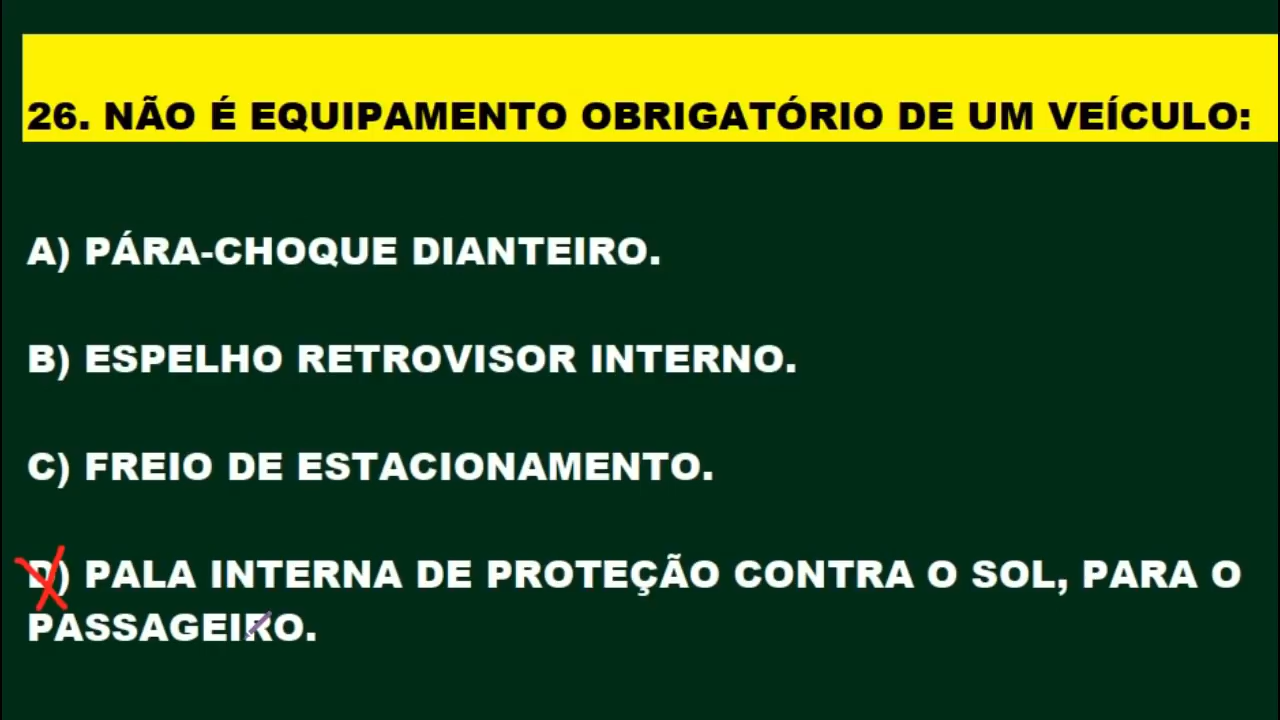 26. NÃO É EQUIPAMENTO OBRIGATÓRIO DE UM VEÍCULO:
A) PÁRA-CHOQUE DIANTEIRO.
B) ESPELHO RETROVISOR INTERNO.
C) FREIO DE ESTACIONAMENTO.
D) PALA INTERNA DE PROTEÇÃO CONTRA O SOL, PARA O
PASSAGEIRO.